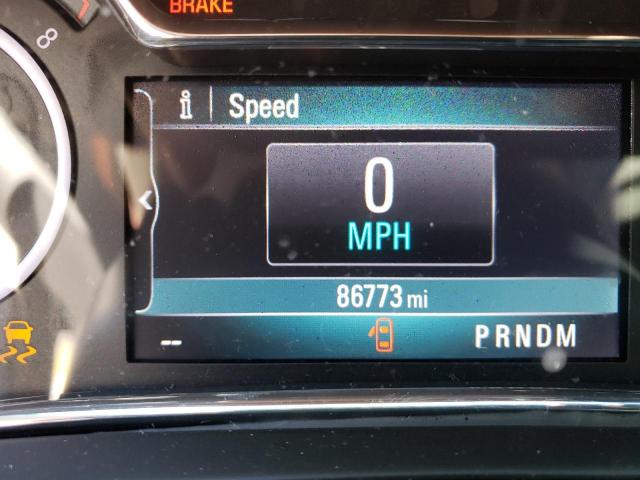 BRAKE
8
i | Speed
0
MPH
86773 mi
-- PRNDM